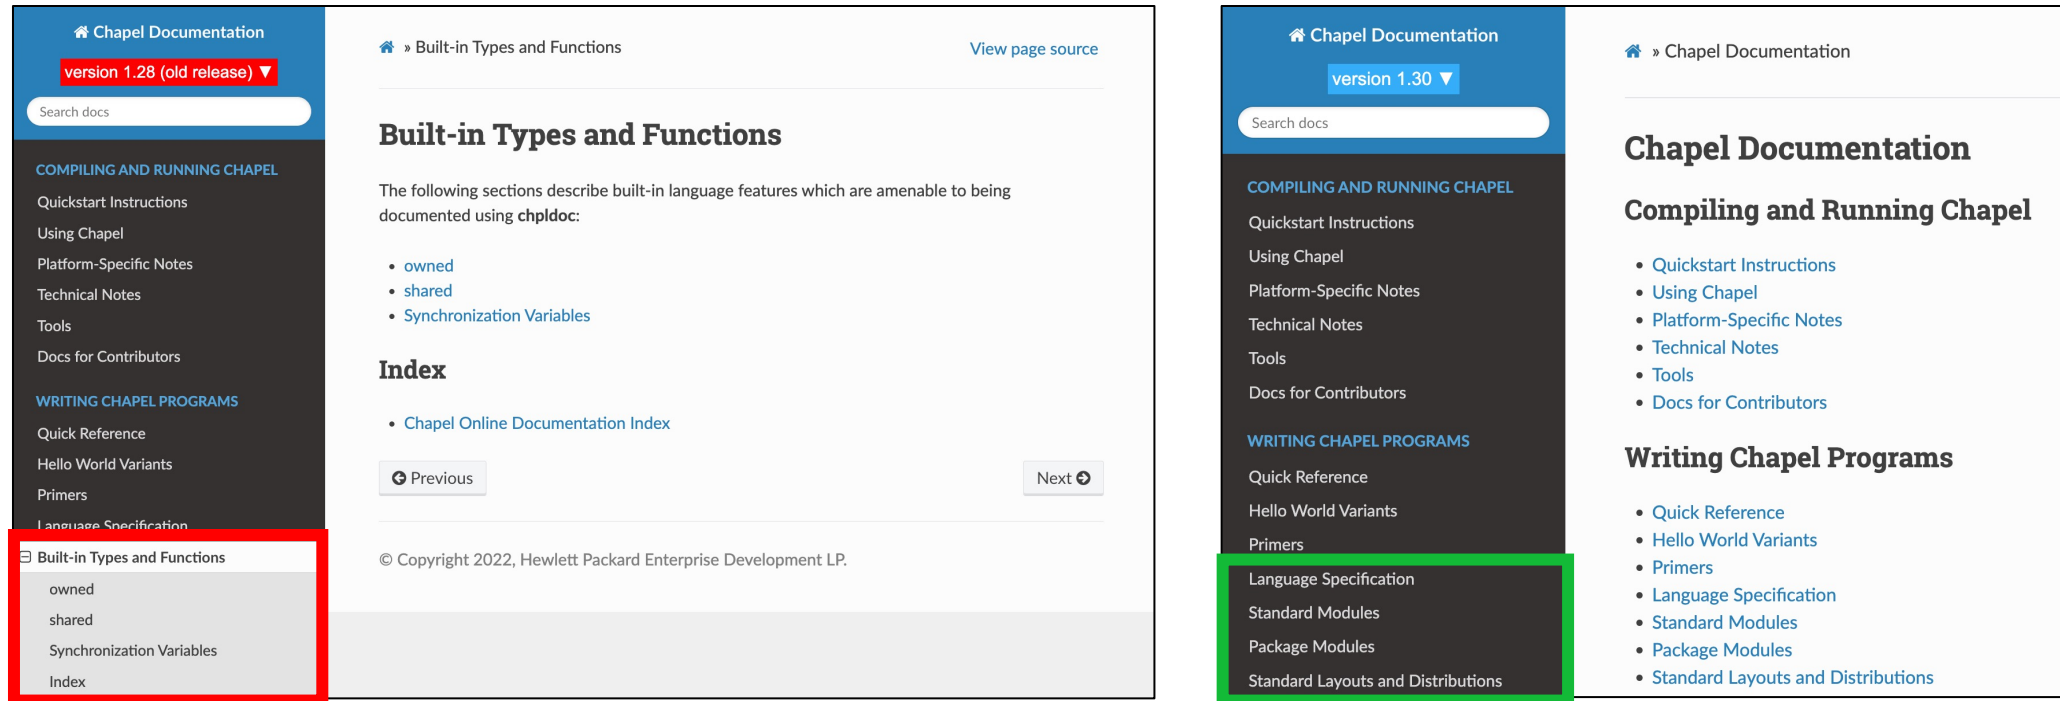 Chapel Documentation
version 1.28 (old release) ▼
Search docs
COMPILING AND RUNNING CHAPEL
Quickstart Instructions
Using Chapel
Platform-Specific Notes
Technical Notes
Tools
Docs for Contributors
WRITING CHAPEL PROGRAMS
Quick Reference
Hello World Variants
Primers
Language Specification
Built-in Types and Functions
owned
shared
Synchronization Variables
Index
» Built-in Types and Functions
View page source
Built-in Types and Functions
The following sections describe built-in language features which are amenable to being
documented using chpldoc:
• owned
• shared
• Synchronization Variables
Index
• Chapel Online Documentation Index
Previous
Next
© Copyright 2022, Hewlett Packard Enterprise Development LP.
Chapel Documentation
version 1.30 ▼
Search docs
COMPILING AND RUNNING CHAPEL
Quickstart Instructions
Using Chapel
Platform-Specific Notes
Technical Notes
Tools
Docs for Contributors
WRITING CHAPEL PROGRAMS
Quick Reference
Hello World Variants
Primers
Language Specification
Standard Modules
Package Modules
Standard Layouts and Distributions
» Chapel Documentation
Chapel Documentation
Compiling and Running Chapel
• Quickstart Instructions
• Using Chapel
• Platform-Specific Notes
• Technical Notes
• Tools
• Docs for Contributors
Writing Chapel Programs
• Quick Reference
• Hello World Variants
• Primers
• Language Specification
• Standard Modules
• Package Modules
• Standard Layouts and Distributions